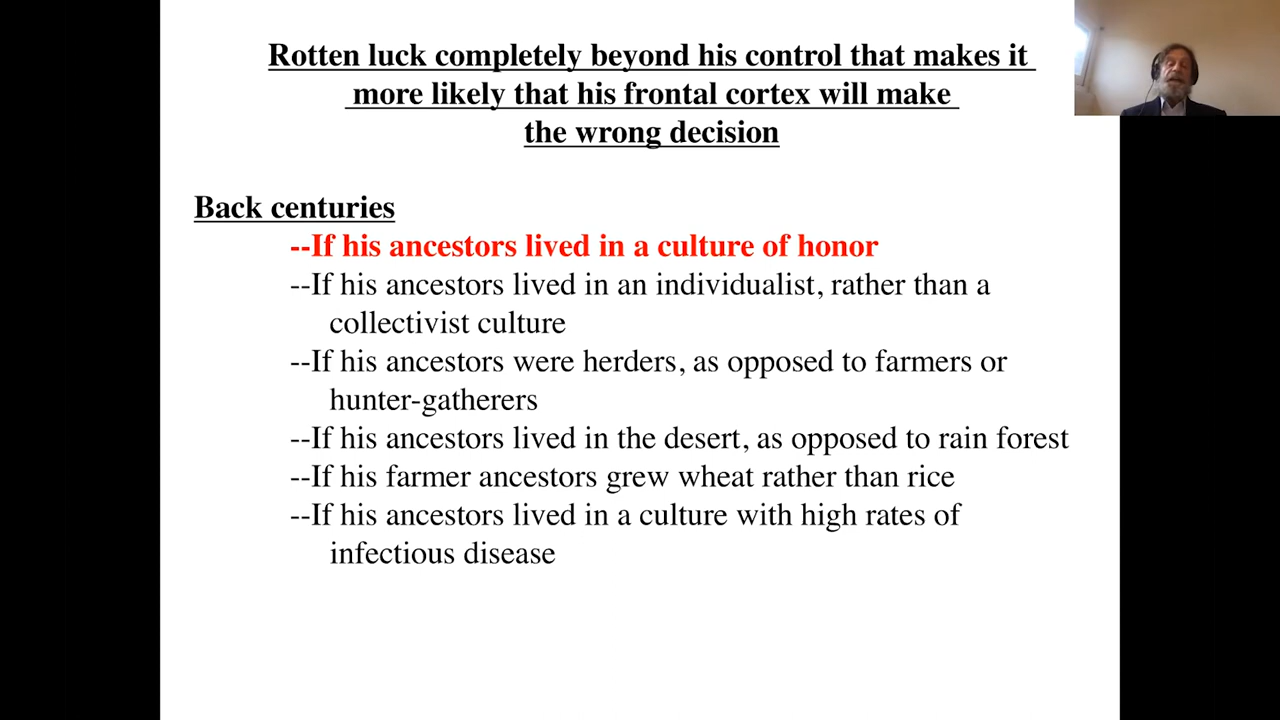 Rotten luck completely beyond his control that makes it
more likely that his frontal cortex will make
the wrong decision
Back centuries
--If his ancestors lived in a culture of honor
--If his ancestors lived in an individualist, rather than a
collectivist culture
--If his ancestors were herders, as opposed to farmers or
hunter-gatherers
--If his ancestors lived in the desert, as opposed to rain forest
--If his farmer ancestors grew wheat rather than rice
--If his ancestors lived in a culture with high rates of
infectious disease